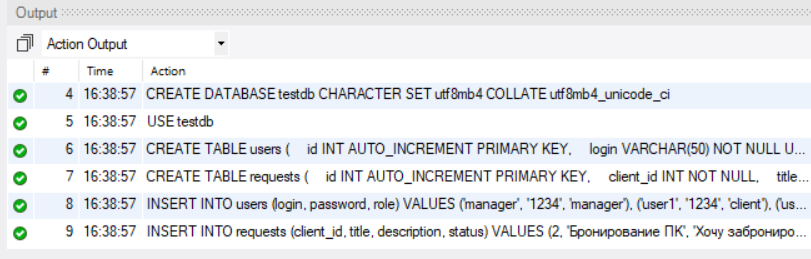 Output
Action Output
# Time Action
4 16:38:57 CREATE DATABASE testdb CHARACTER SET utf8mb4 COLLATE utf8mb4_unicode_ci
5 16:38:57 USE testdb
6 16:38:57 CREATE TABLE users ( id INT AUTO_INCREMENT PRIMARY KEY, login VARCHAR(50) NOT NULL U...
7 16:38:57 CREATE TABLE requests ( id INT AUTO_INCREMENT PRIMARY KEY, client_id INT NOT NULL, title...
8 16:38:57 INSERT INTO users (login, password, role) VALUES ('manager', '1234', 'manager'), ('user1', '1234', 'client'), ('us...
9 16:38:57 INSERT INTO requests (client_id, title, description, status) VALUES (2, 'Бронирование ПК', 'Хочу заброниро...